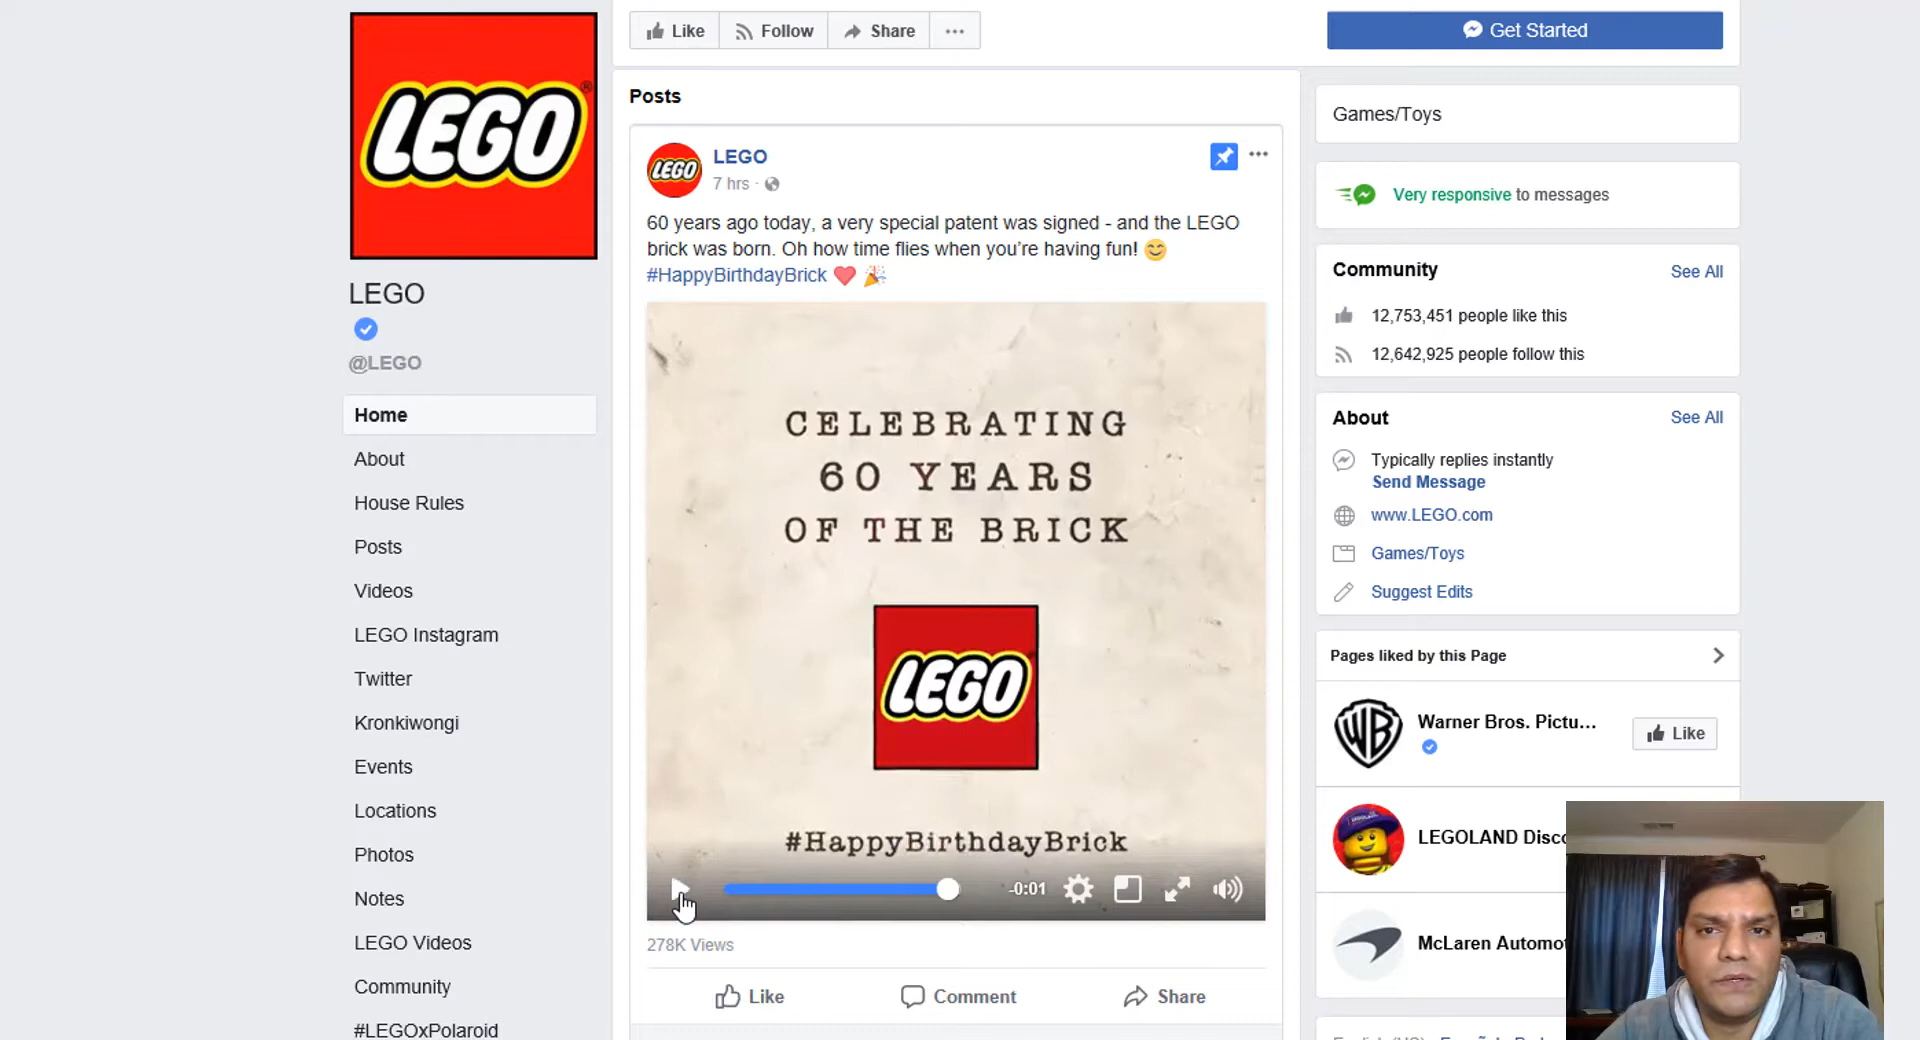 LEGO
LEGO
@LEGO
Home
About
House Rules
Posts
Videos
LEGO Instagram
Twitter
Kronkiwongi
Events
Locations
Photos
Notes
LEGO Videos
Community
#LEGOxPolaroid
Like
Follow
Share
Get Started
Posts
LEGO
LEGO
7 hrs ·
60 years ago today, a very special patent was signed - and the LEGO
brick was born. Oh how time flies when you're having fun! 😊
#HappyBirthdayBrick ❤️ 🎉
CELEBRATING
60 YEARS
OF THE BRICK
LEGO
#HappyBirthdayBrick
-0:01
278K Views
Like
Comment
Share
Games/Toys
Very responsive to messages
Community
See All
12,753,451 people like this
12,642,925 people follow this
About
See All
Typically replies instantly
Send Message
www.LEGO.com
Games/Toys
Suggest Edits
Pages liked by this Page
WB
Warner Bros. Pictu...
Like
LEGOLAND Disco
McLaren Automot